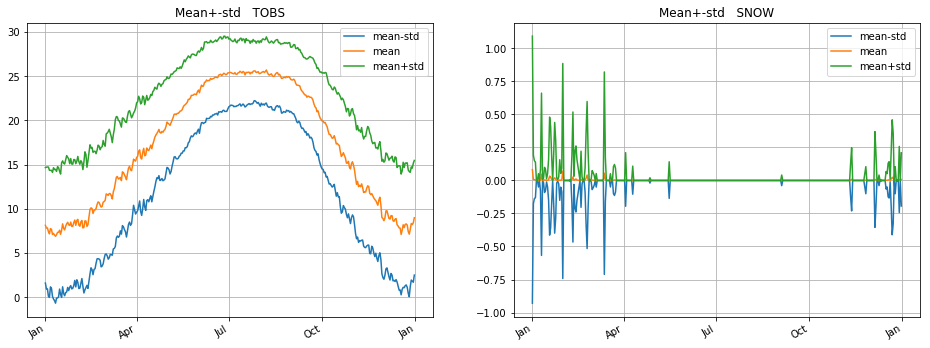 Mean+-std   TOBS
30
25
20
15
10
5
0
Jan
Apr
Jul
Oct
Jan
mean-std
mean
mean+std
Mean+-std   SNOW
1.00
0.75
0.50
0.25
0.00
−0.25
−0.50
−0.75
−1.00
Jan
Apr
Jul
Oct
Jan
mean-std
mean
mean+std